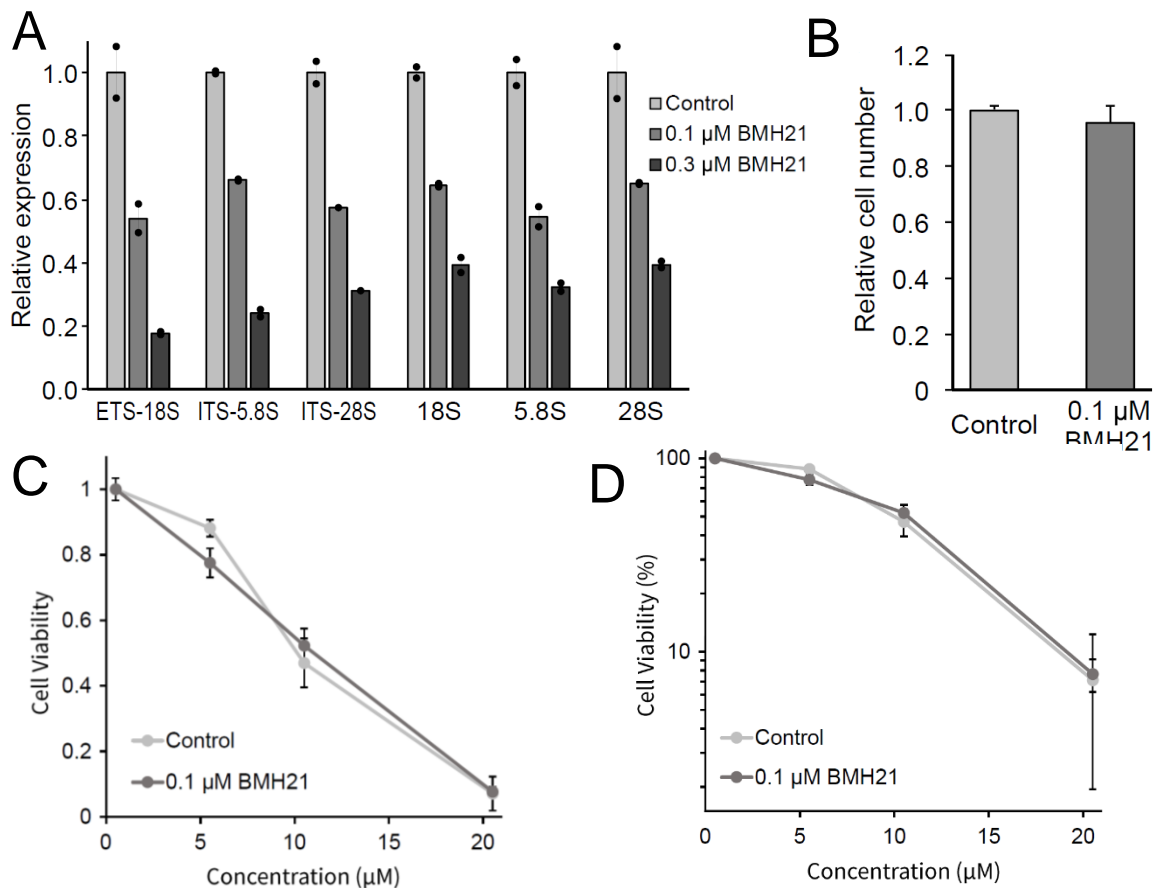 A
Relative expression
1.0
0.8
0.6
0.4
0.2
0.0
ETS-18S ITS-5.8S ITS-28S 18S 5.8S 28S
Control
0.1 µM BMH21
0.3 µM BMH21
B
Relative cell number
1.2
1.0
0.8
0.6
0.4
0.2
0
Control
0.1 µM
BMH21
C
Cell Viability
1
0.8
0.6
0.4
0.2
0
Control
0.1 µM BMH21
0 5 10 15 20
Concentration (µM)
D
Cell Viability (%)
100
10
Control
0.1 µM BMH21
0 5 10 15 20
Concentration (µM)